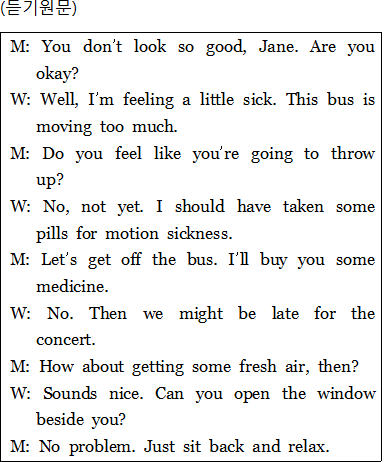 (듣기원문)
M: You don't look so good, Jane. Are you
okay?
W: Well, I'm feeling a little sick. This bus is
moving too much.
M: Do you feel like you're going to throw
up?
W: No, not yet. I should have taken some
pills for motion sickness.
M: Let's get off the bus. I'll buy you some
medicine.
W: No. Then we might be late for the
concert.
M: How about getting some fresh air, then?
W: Sounds nice. Can you open the window
beside you?
M: No problem. Just sit back and relax.